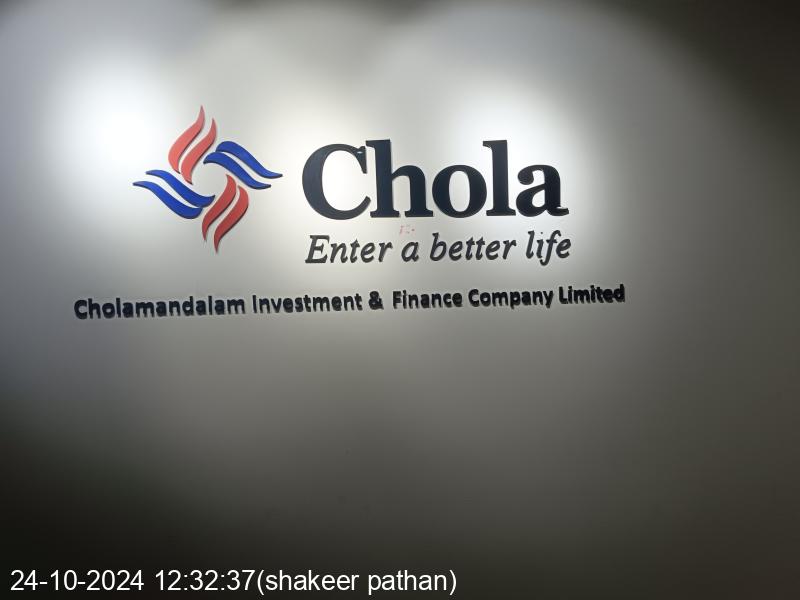 Chola
Enter a better life
Cholamandalam Investment & Finance Company Limited
24-10-2024 12:32:37(shakeer pathan)